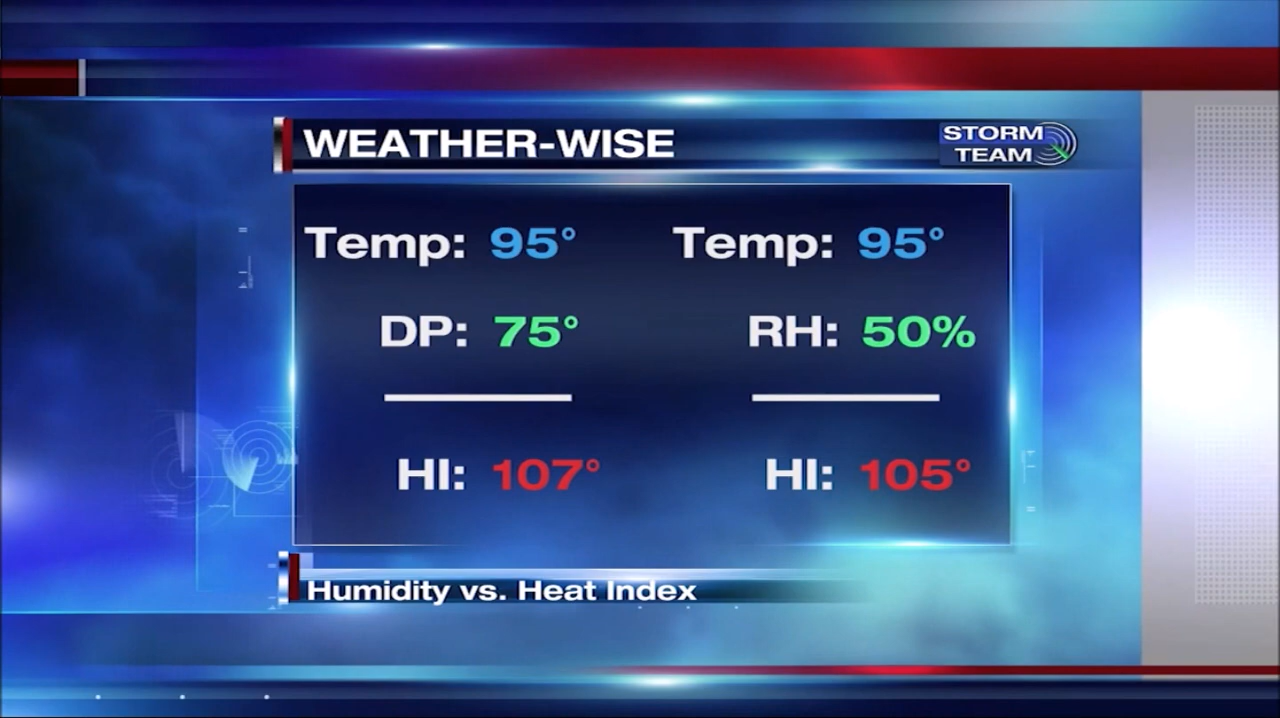 WEATHER-WISE
STORM
TEAM
Temp: 95°
DP: 75°
HI: 107°
Temp: 95°
RH: 50%
HI: 105°
Humidity vs. Heat Index